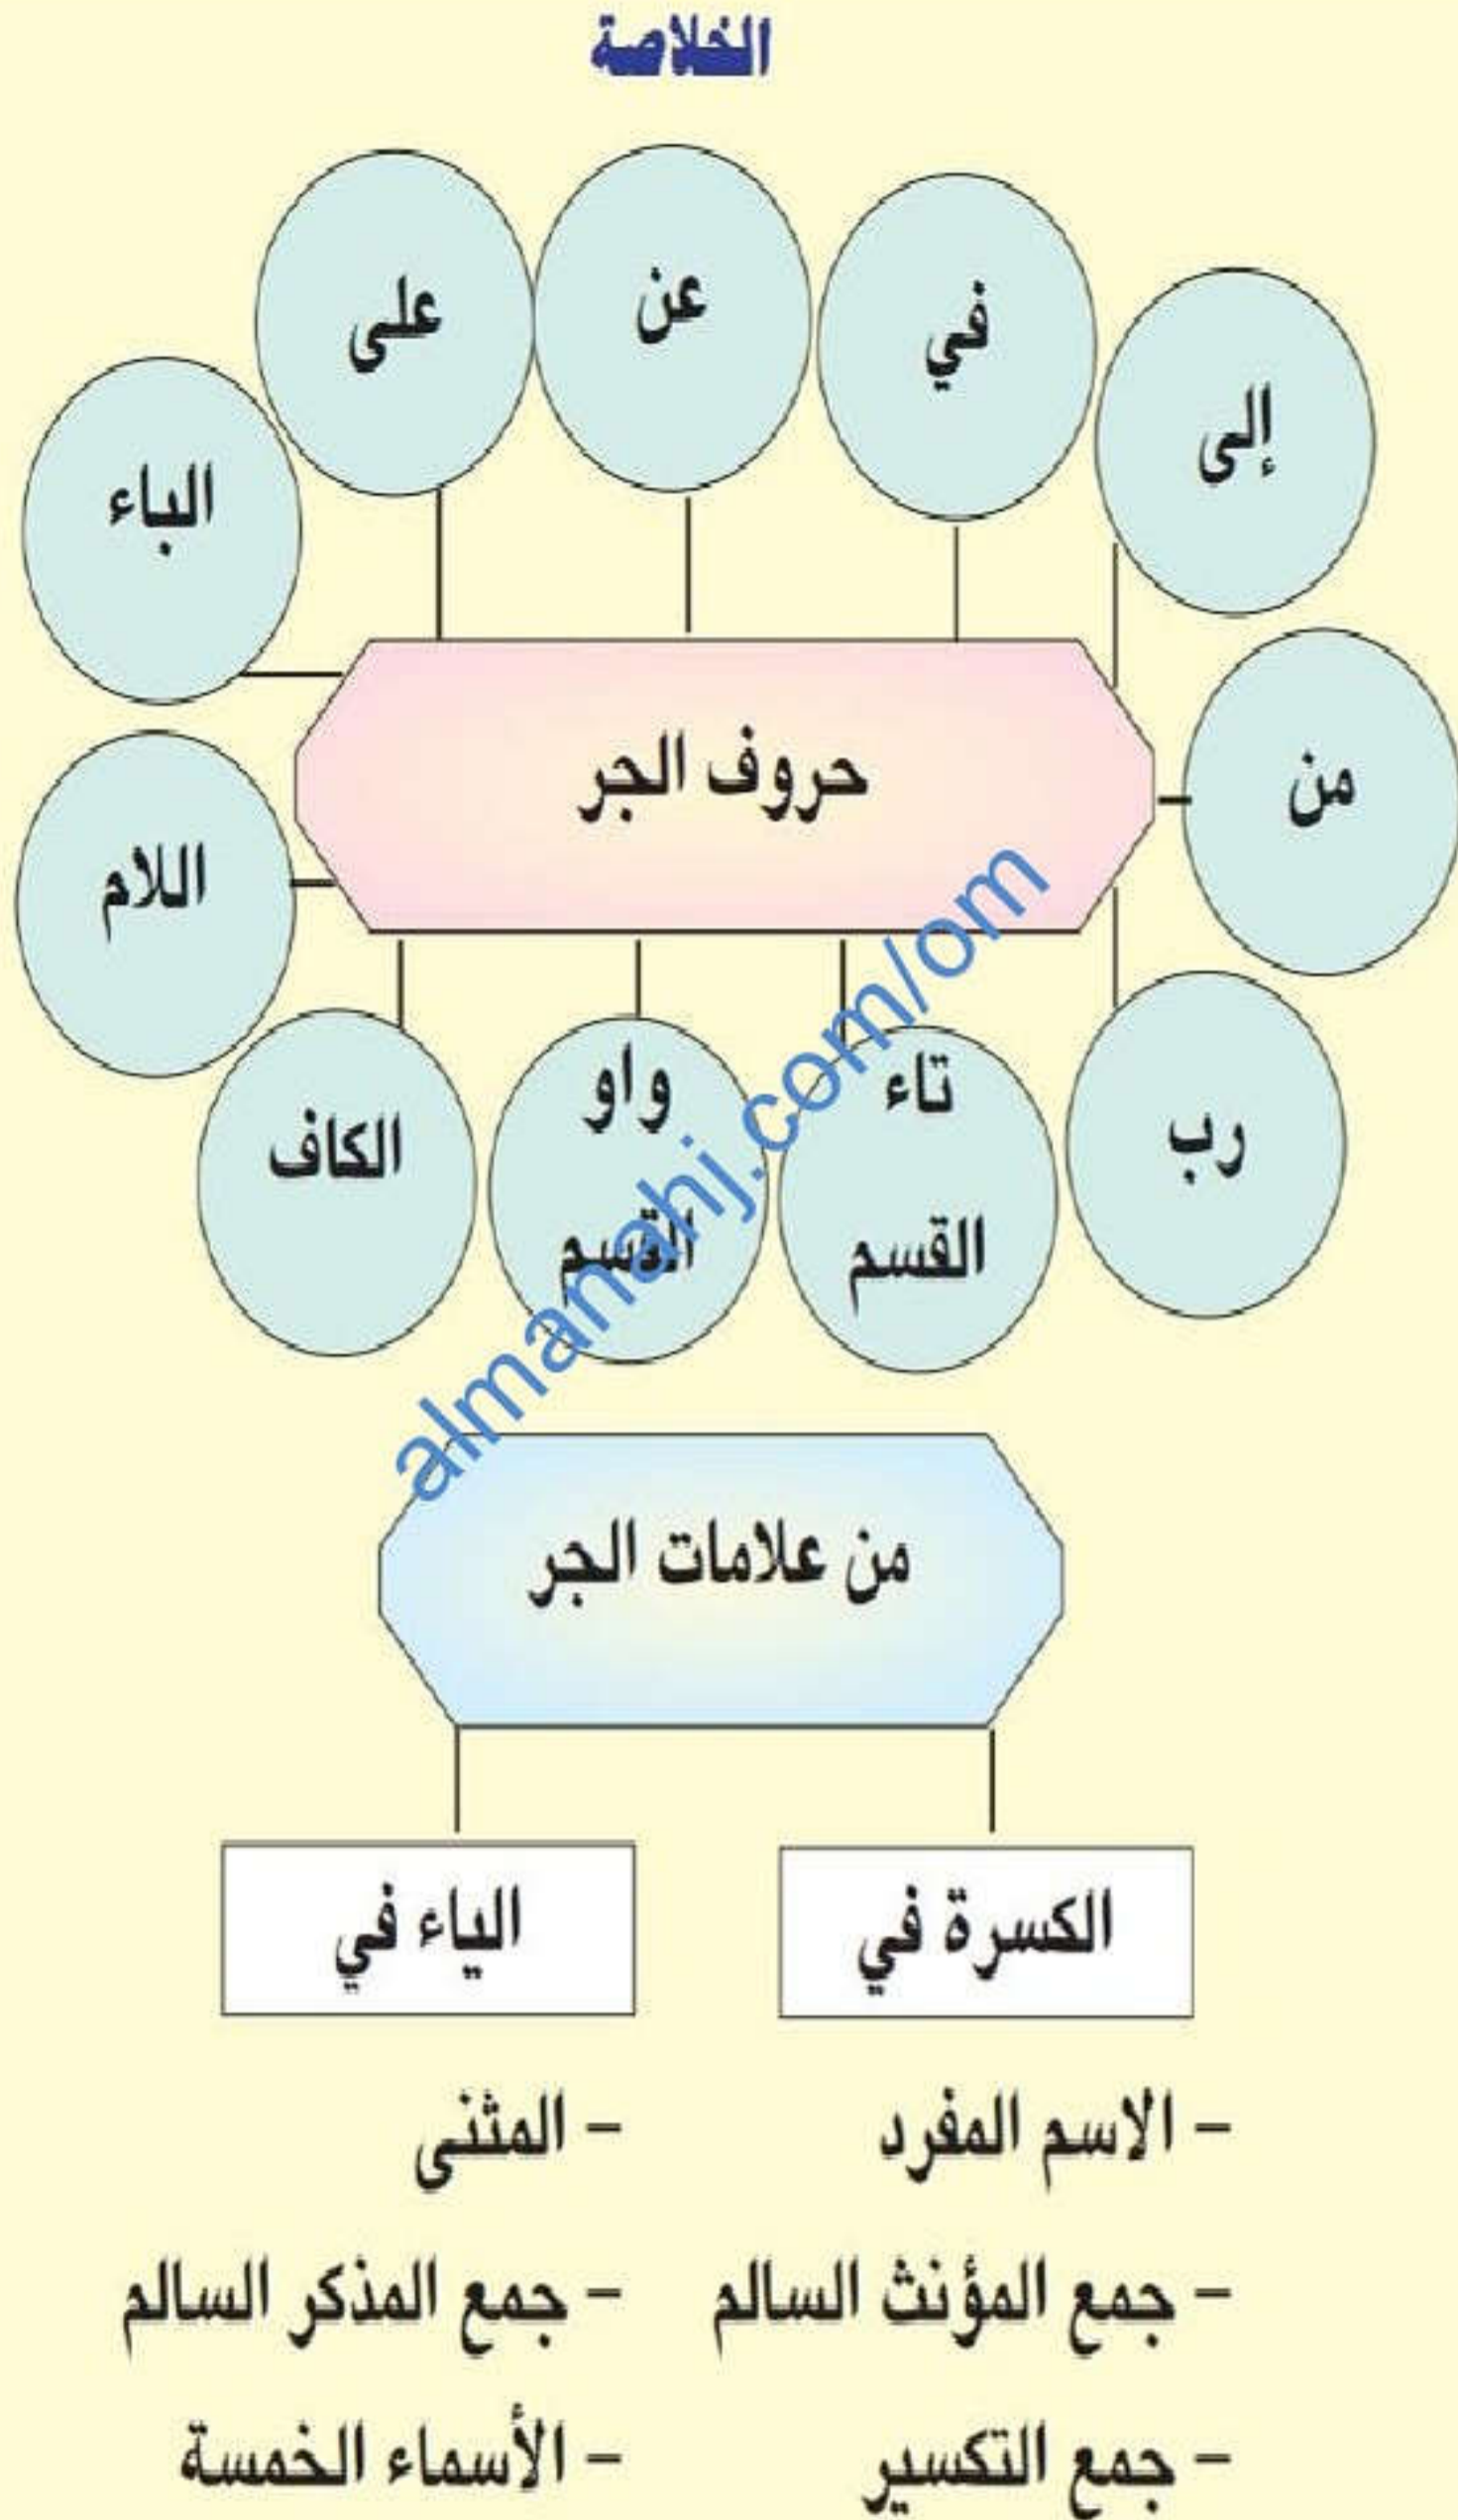 الخلاصة
على
عن
في
إلى
الباء
من
حروف الجر
اللام
رب
تاء
القسم
واو
القسم
الكاف
almanahj.com/om
من علامات الجر
الكسرة في
الياء في
– الاسم المفرد
– المثنى
– جمع المؤنث السالم
– جمع المذكر السالم
– جمع التكسير
– الأسماء الخمسة